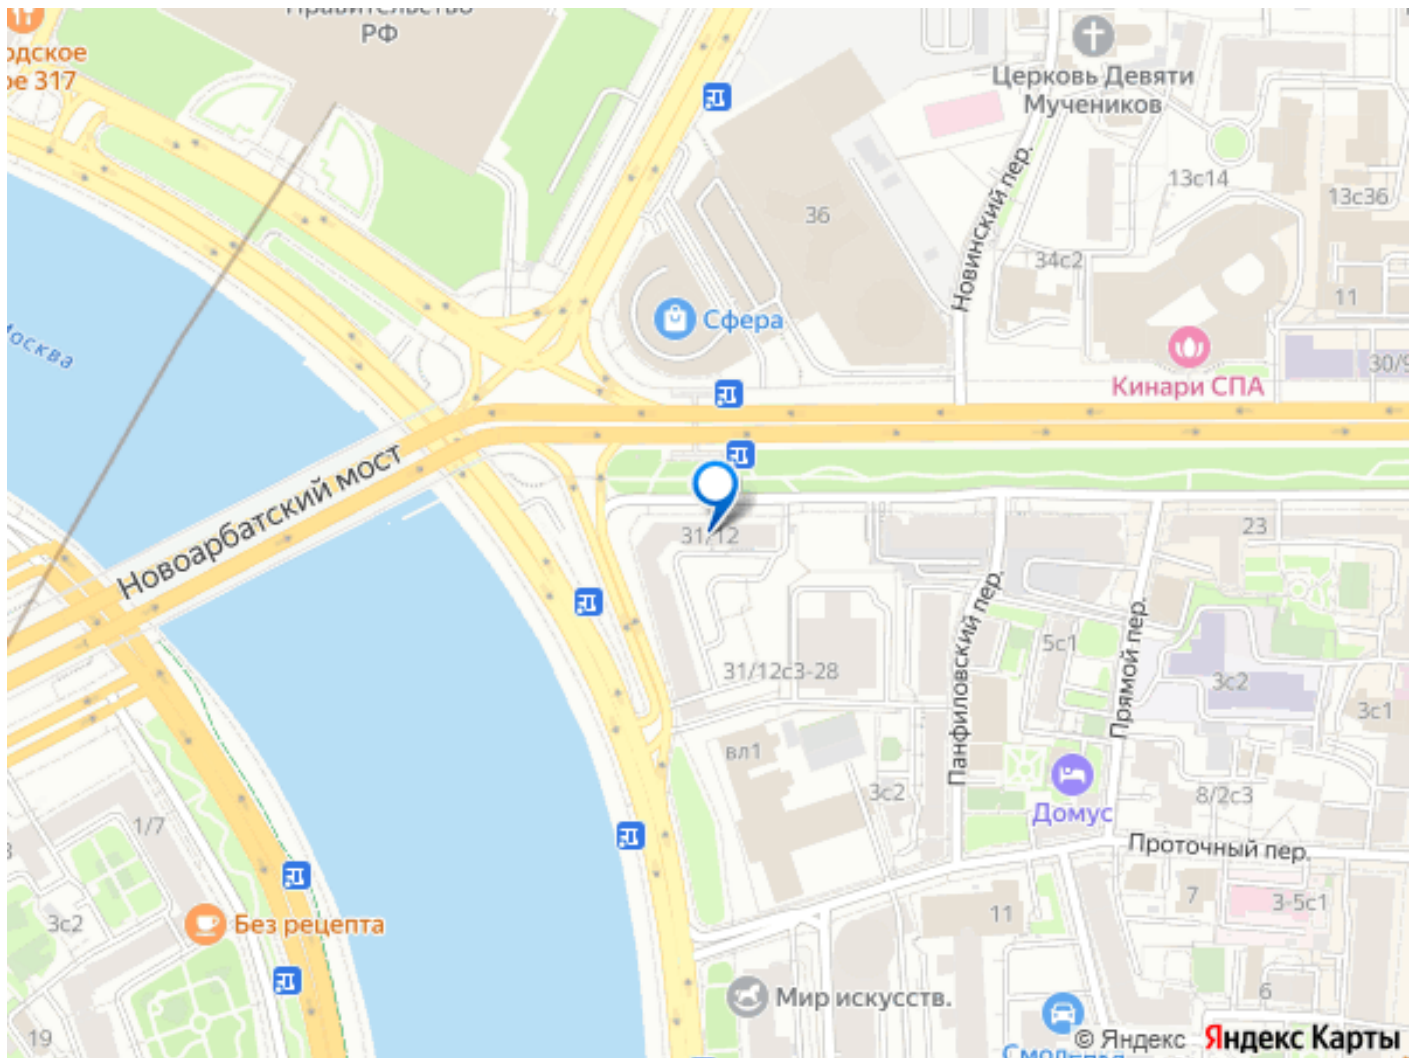 Правительство
РФ
одское
ое 317
Церковь Девяти
Мучеников
13с14
13с36
36
Новинский пер.
34с2
11
Москва
Сфера
30/9
Кинари СПА
Новоарбатский мост
31/12
23
Панфиловский пер.
Прямой пер.
5с1
31/12с3-28
3с2
3с1
вл1
3с2
8/2с3
Домус
1/7
Проточный пер.
3с2
Без рецепта
11
7
3-5с1
Мир искусств.
6
19
© Яндекс
Яндекс Карты